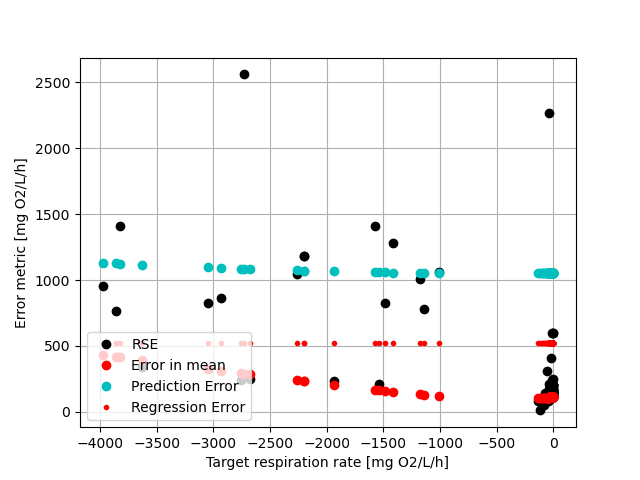 Error metric [mg O2/L/h]
2500
2000
1500
1000
500
0
RSE
Error in mean
Prediction Error
Regression Error
−4000 −3500 −3000 −2500 −2000 −1500 −1000 −500 0
Target respiration rate [mg O2/L/h]